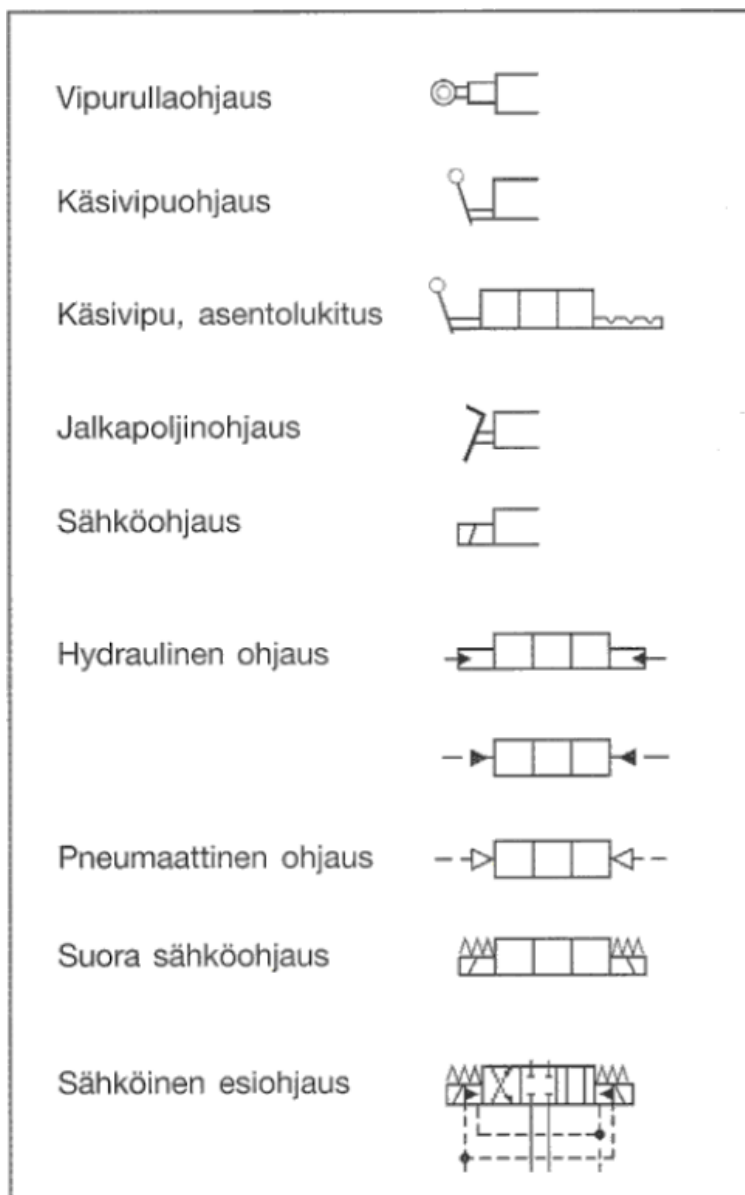 Vipurullaohjaus
Käsivipuohjaus
Käsivipu, asentolukitus
Jalkapoljinohjaus
Sähköohjaus
Hydraulinen ohjaus
Pneumaattinen ohjaus
Suora sähköohjaus
Sähköinen esiohjaus